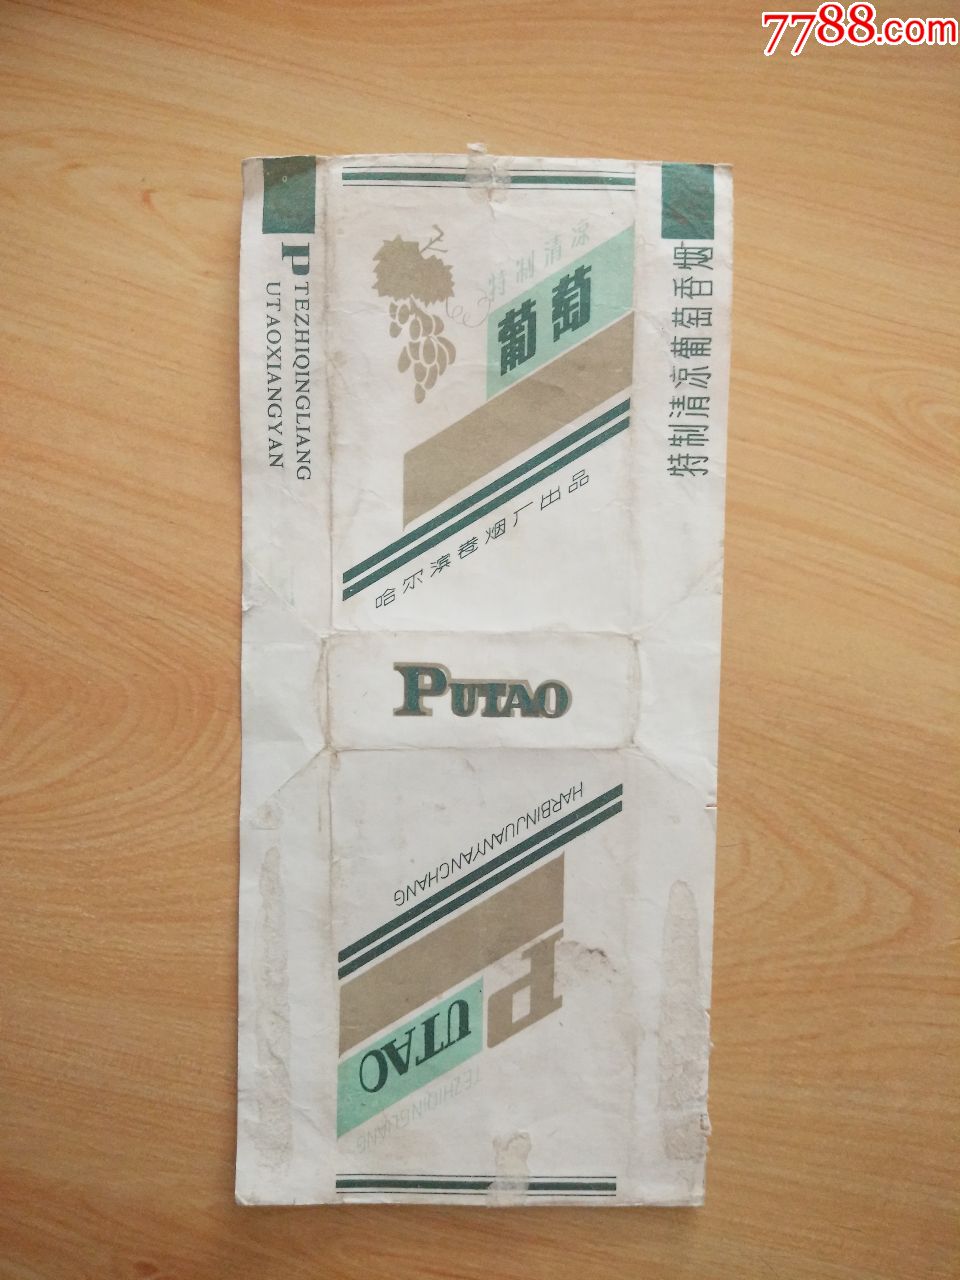 7788.com
特制清凉
葡萄
哈尔滨卷烟厂出品
P TEZHIQINGLIANG
UTAOXIANGYAN
特制清凉葡萄香烟
PUTAO
HARBINJUANYANCHANG
PUTAO
TEZHIQINGLIANG